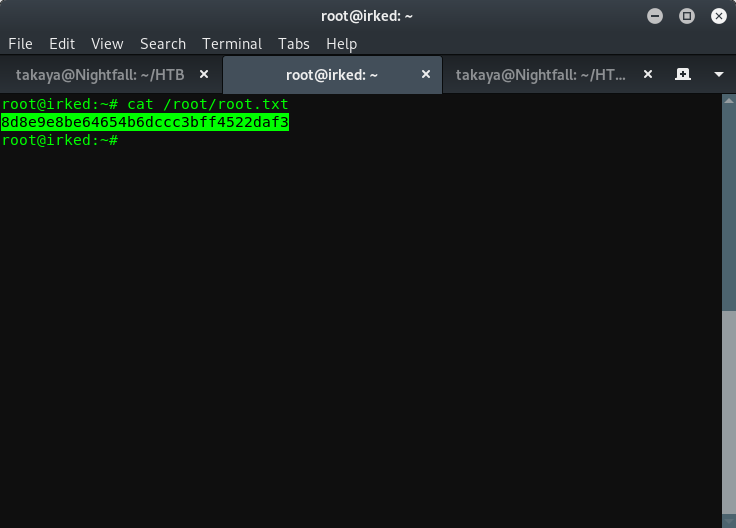 root@irked: ~
File Edit View Search Terminal Tabs Help
takaya@Nightfall: ~/HTB root@irked: ~ takaya@Nightfall: ~/HT...
root@irked:~# cat /root/root.txt
8d8e9e8be64654b6dccc3bff4522daf3
root@irked:~#